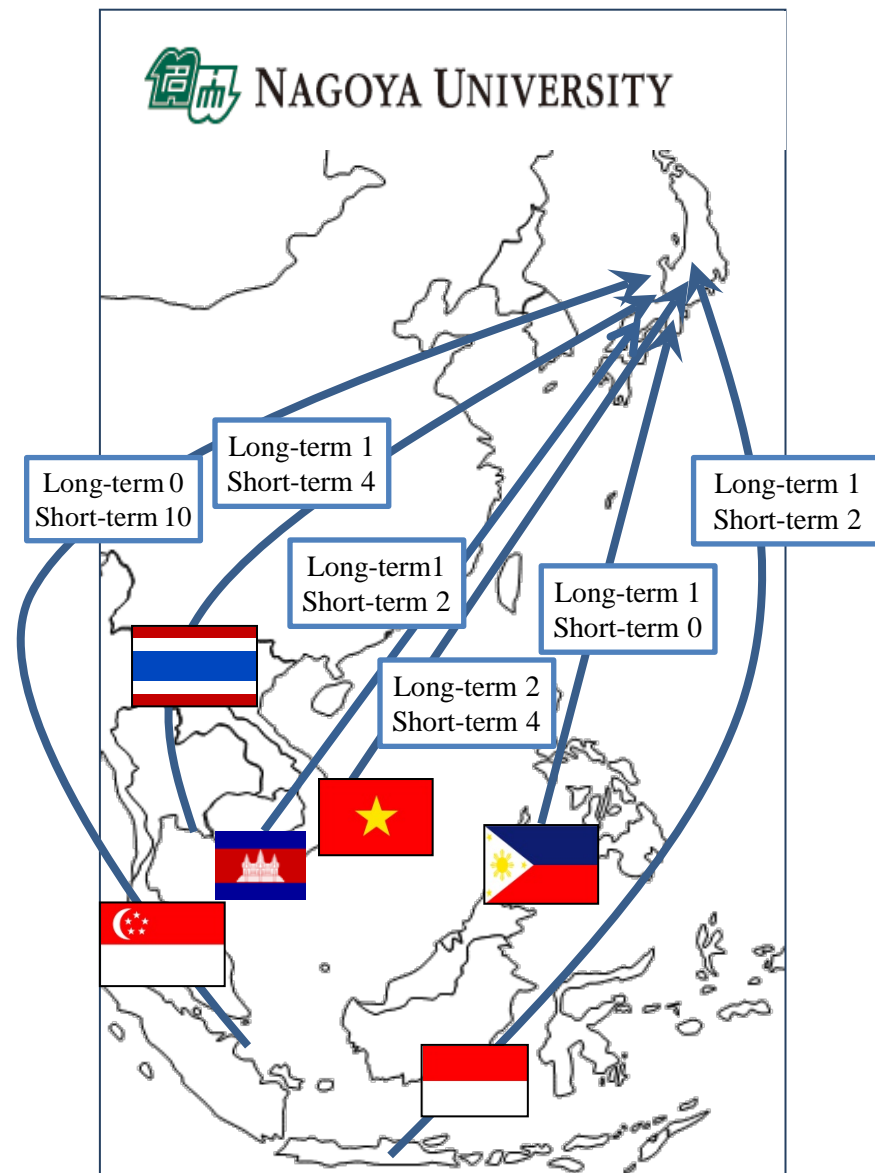 NAGOYA UNIVERSITY
Long-term 1
Short-term 4
Long-term 0
Short-term 10
Long-term 1
Short-term 2
Long-term1
Short-term 2
Long-term 1
Short-term 0
Long-term 2
Short-term 4